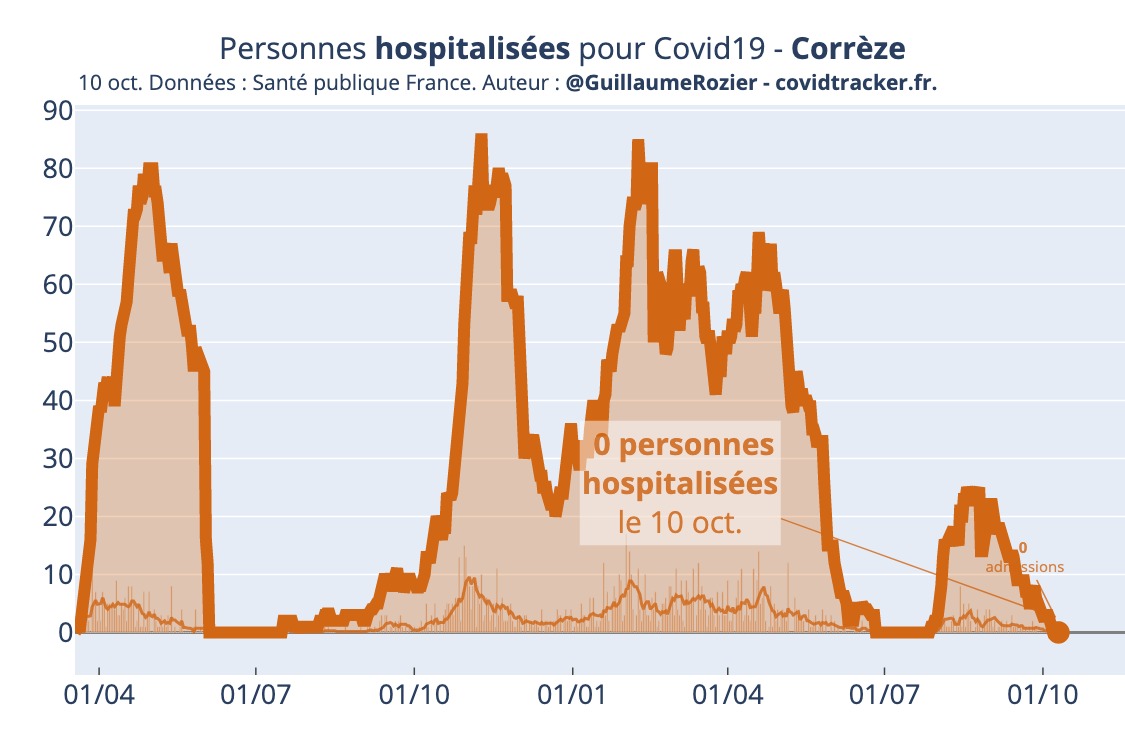 Personnes hospitalisées pour Covid19 - Corrèze
10 oct. Données : Santé publique France. Auteur : @GuillaumeRozier - covidtracker.fr.
90
80
70
60
50
40
30
20
10
0
0 personnes
hospitalisées
le 10 oct.
0
admissions
01/04 01/07 01/10 01/01 01/04 01/07 01/10